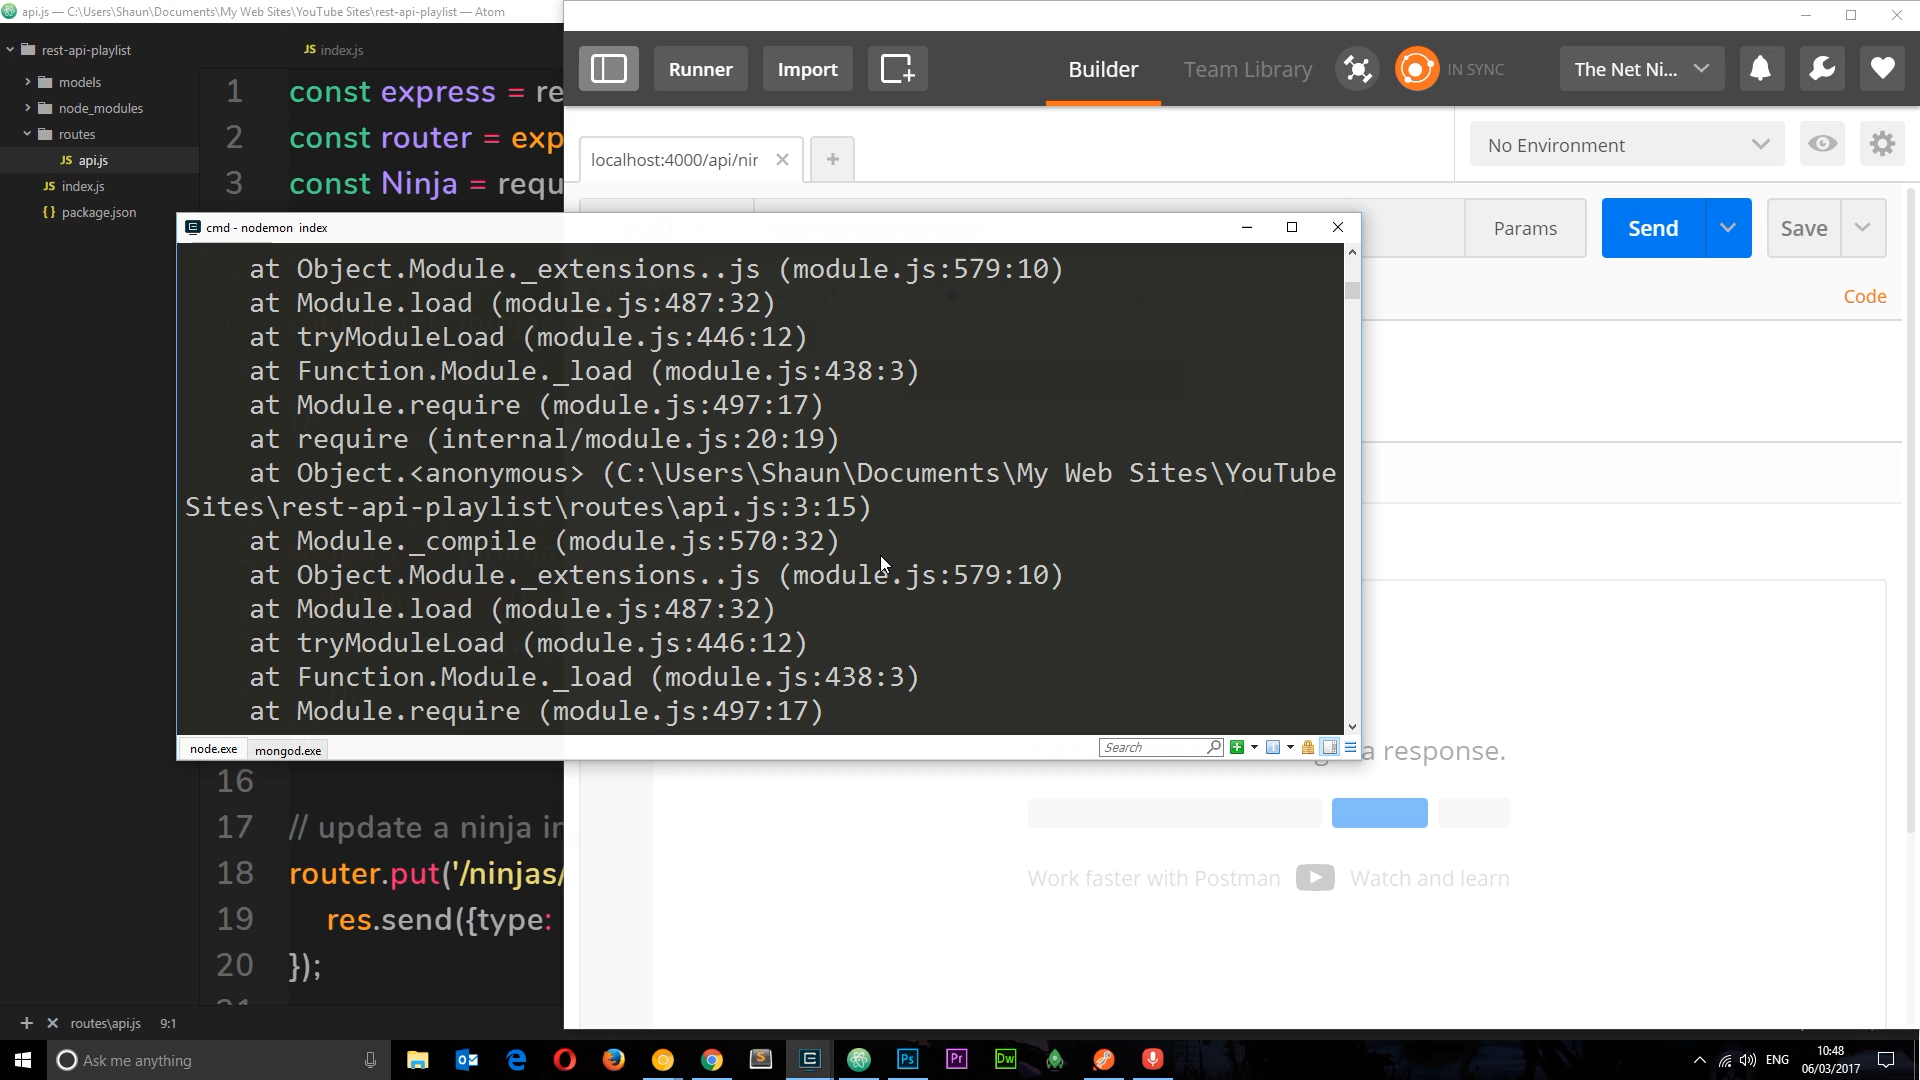 api.js — C:\Users\Shaun\Documents\My Web Sites\YouTube Sites\rest-api-playlist — Atom
rest-api-playlist
models
node_modules
routes
JS api.js
JS index.js
{} package.json
JS index.js
1 const express = re
2 const router = exp
3 const Ninja = requ
Runner
Import
Builder
Team Library
IN SYNC
The Net Ni...
localhost:4000/api/nir
No Environment
Params
Send
Save
Code
cmd - nodemon index
at Object.Module._extensions..js (module.js:579:10)
at Module.load (module.js:487:32)
at tryModuleLoad (module.js:446:12)
at Function.Module._load (module.js:438:3)
at Module.require (module.js:497:17)
at require (internal/module.js:20:19)
at Object.<anonymous> (C:\Users\Shaun\Documents\My Web Sites\YouTube
Sites\rest-api-playlist\routes\api.js:3:15)
at Module._compile (module.js:570:32)
at Object.Module._extensions..js (module.js:579:10)
at Module.load (module.js:487:32)
at tryModuleLoad (module.js:446:12)
at Function.Module._load (module.js:438:3)
at Module.require (module.js:497:17)
node.exe
mongod.exe
Search
a response.
Work faster with Postman
Watch and learn
16
17 // update a ninja in
18 router.put('/ninjas/
19 res.send({type:
20 });
routes\api.js 9:1
Ask me anything
ENG
10:48
06/03/2017